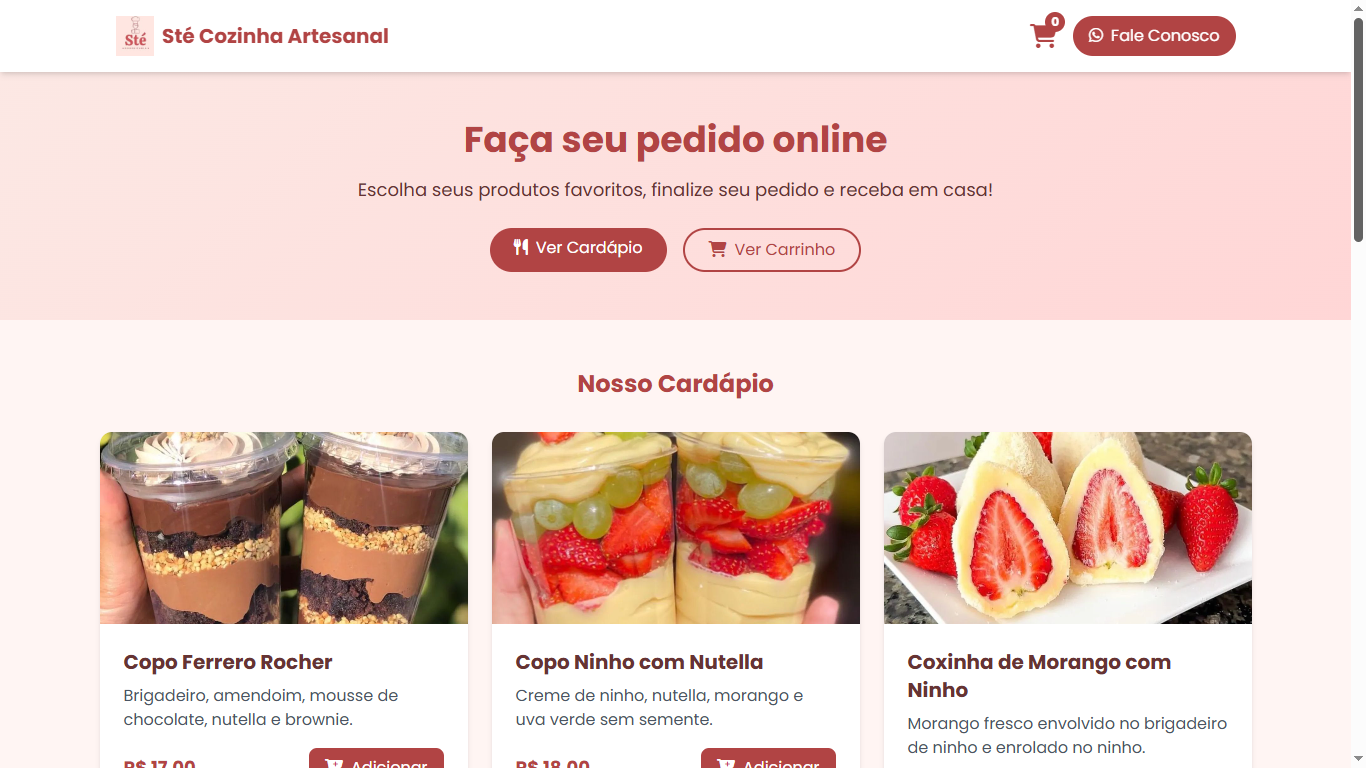 Sté
Sté Cozinha Artesanal
0
Fale Conosco
Faça seu pedido online
Escolha seus produtos favoritos, finalize seu pedido e receba em casa!
Ver Cardápio
Ver Carrinho
Nosso Cardápio
Copo Ferrero Rocher
Brigadeiro, amendoim, mousse de
chocolate, nutella e brownie.
R$ 17,00
Adicionar
Copo Ninho com Nutella
Creme de ninho, nutella, morango e
uva verde sem semente.
R$ 18,00
Adicionar
Coxinha de Morango com
Ninho
Morango fresco envolvido no brigadeiro
de ninho e enrolado no ninho.